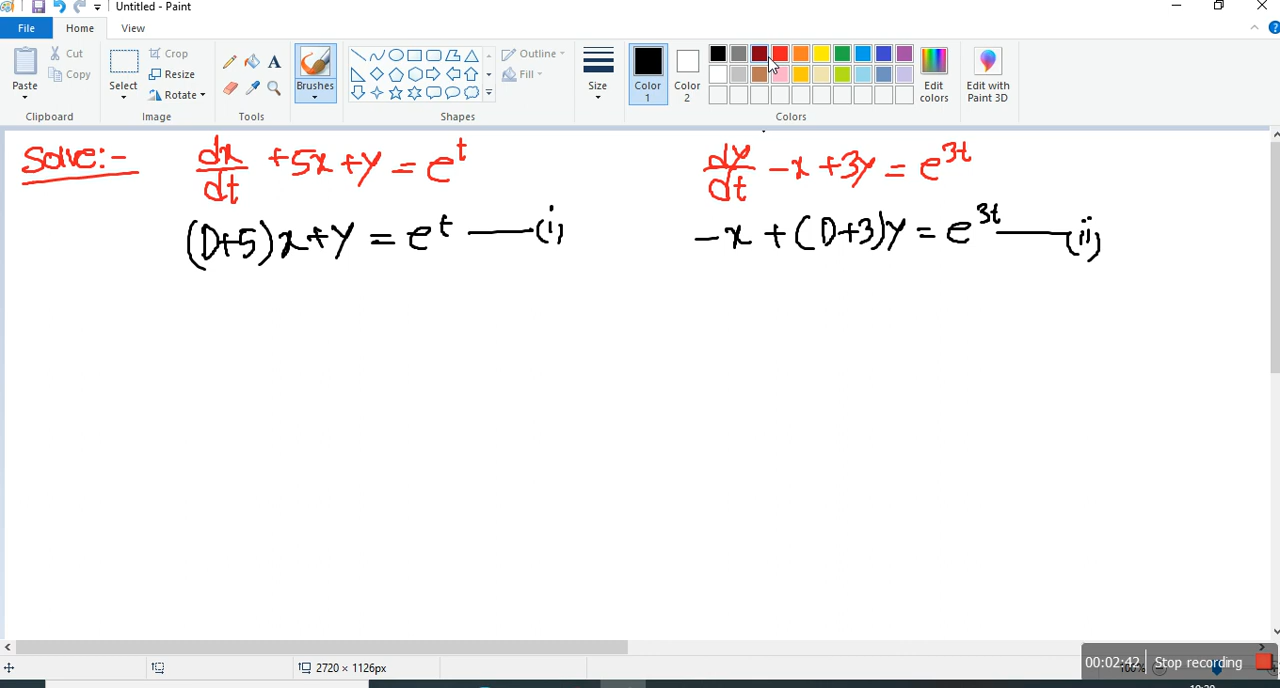 Untitled - Paint
File Home View
Paste Cut Copy Select Crop Resize Rotate A Brushes Outline Fill Size Color 1 Color 2 Edit colors Edit with Paint 3D
Clipboard Image Tools Shapes Colors
Solve:- dx/dt +5x+y = e^t dy/dt -x+3y = e^3t
(D+5)x+y = e^t —(i) -x+(D+3)y = e^3t —(ii)
00:02:42 Stop recording
2720 × 1126px 100%